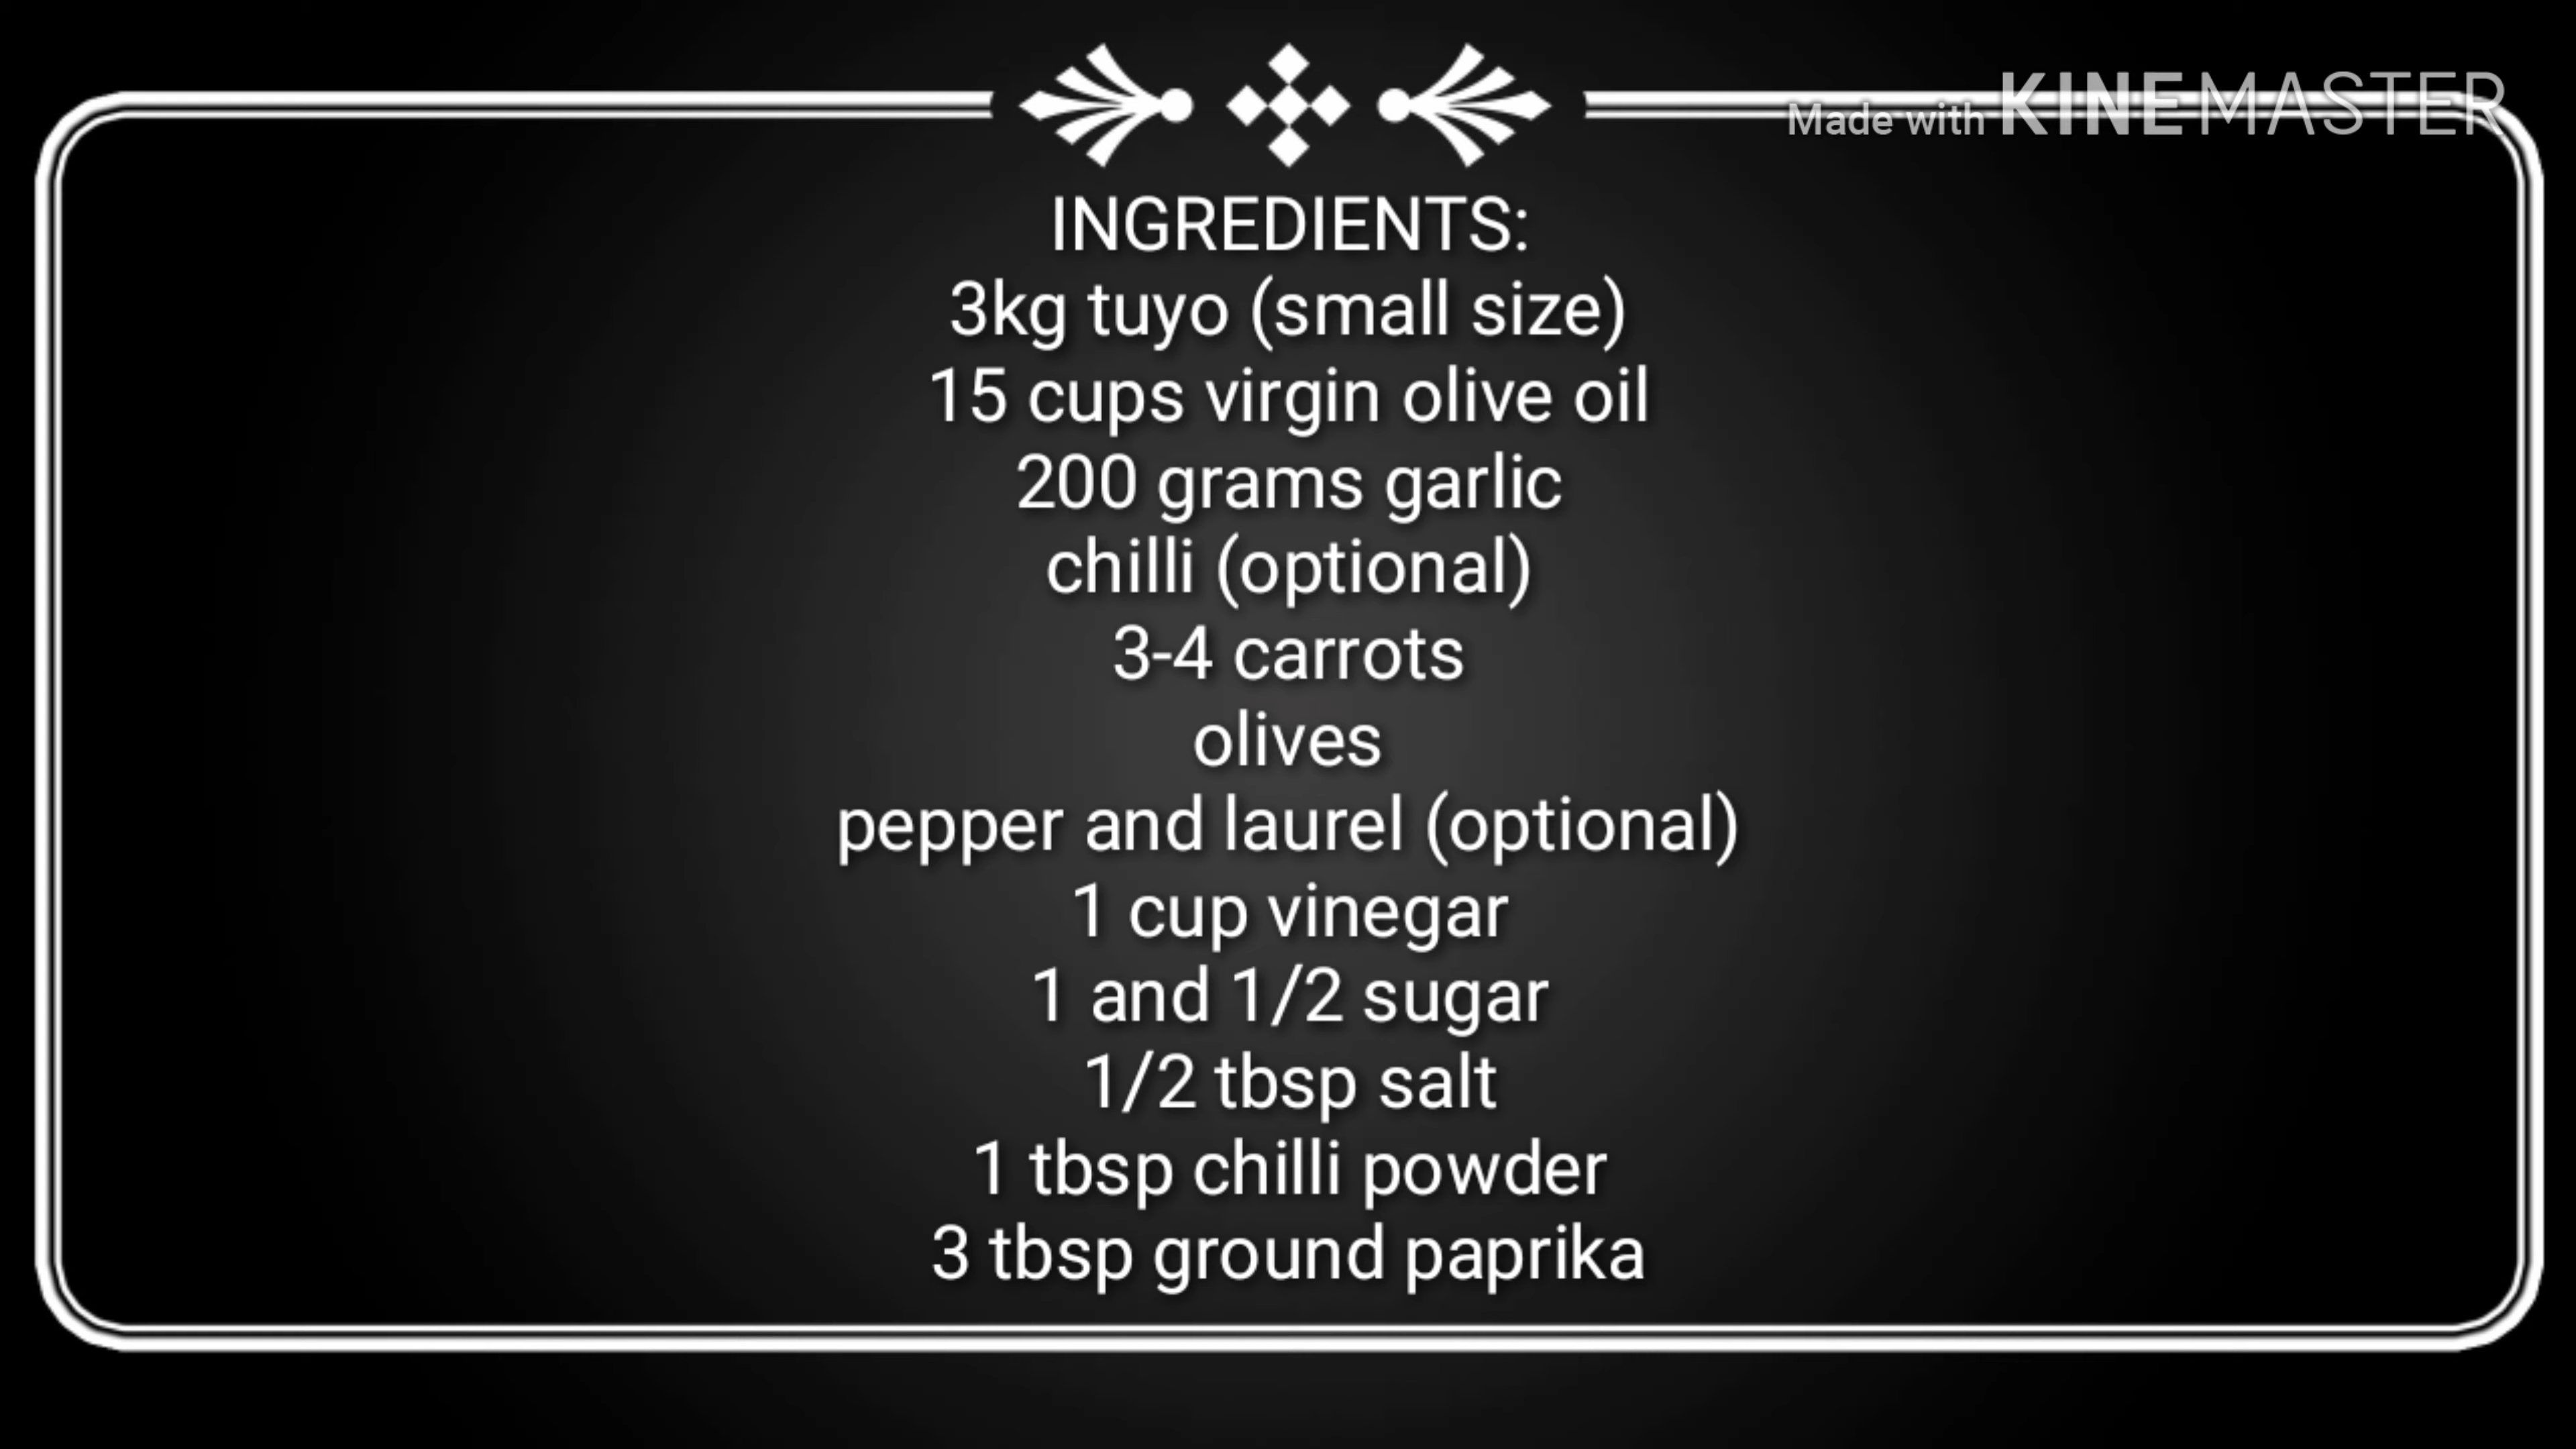 Made with KINEMASTER
INGREDIENTS:
3kg tuyo (small size)
15 cups virgin olive oil
200 grams garlic
chilli (optional)
3-4 carrots
olives
pepper and laurel (optional)
1 cup vinegar
1 and 1/2 sugar
1/2 tbsp salt
1 tbsp chilli powder
3 tbsp ground paprika